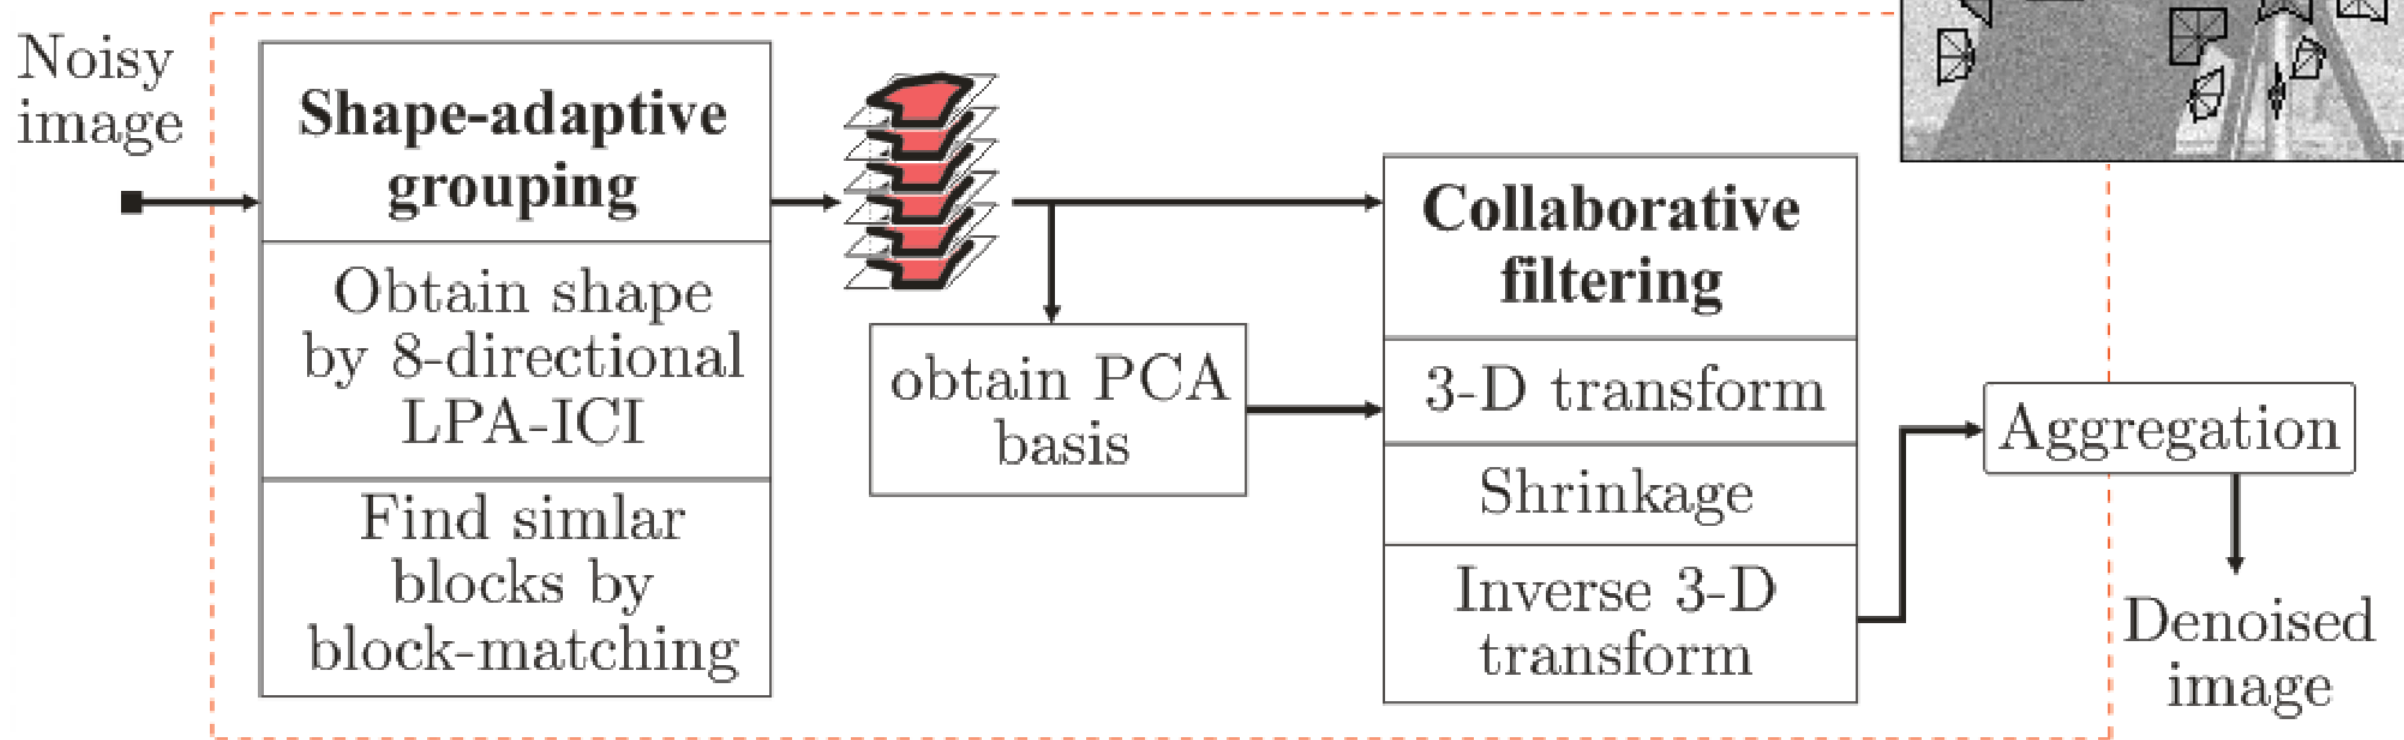 Noisy
image
Shape-adaptive
grouping
Obtain shape
by 8-directional
LPA-ICI
Find simlar
blocks by
block-matching
obtain PCA
basis
Collaborative
filtering
3-D transform
Shrinkage
Inverse 3-D
transform
Aggregation
Denoised
image